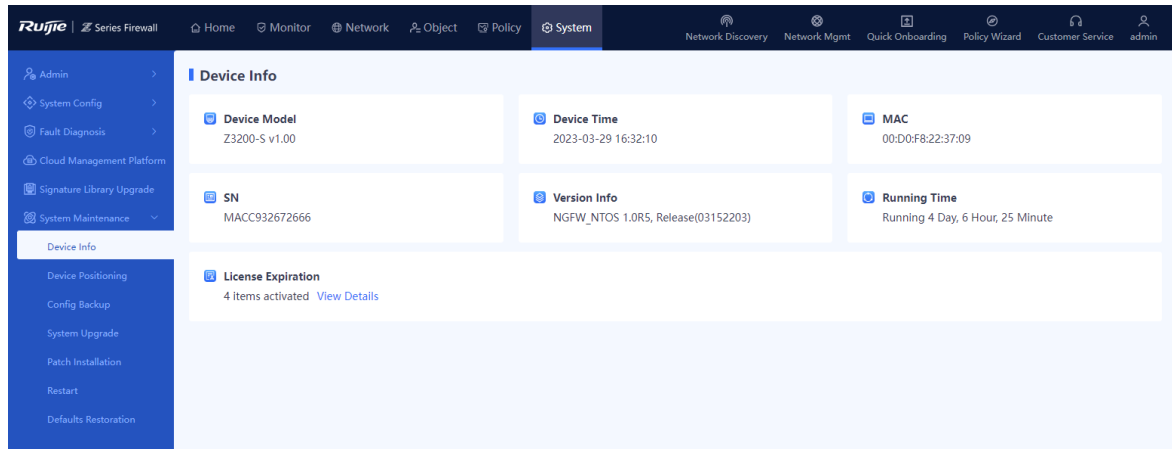 Ruijie | Z Series Firewall
Home Monitor Network Object Policy System
Network Discovery Network Mgmt Quick Onboarding Policy Wizard Customer Service admin
Admin
System Config
Fault Diagnosis
Cloud Management Platform
Signature Library Upgrade
System Maintenance
Device Info
Device Positioning
Config Backup
System Upgrade
Patch Installation
Restart
Defaults Restoration
Device Info
Device Model
Z3200-S v1.00
Device Time
2023-03-29 16:32:10
MAC
00:D0:F8:22:37:09
SN
MACC932672666
Version Info
NGFW_NTOS 1.0R5, Release(03152203)
Running Time
Running 4 Day, 6 Hour, 25 Minute
License Expiration
4 items activated View Details